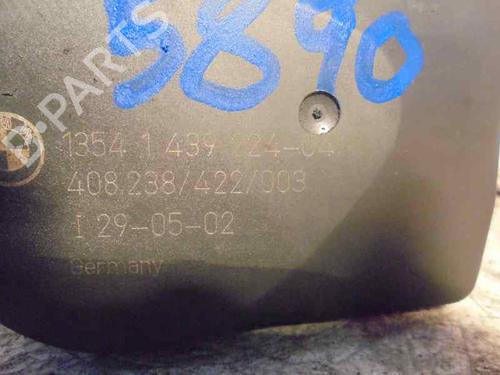 5890
1354 1 439 224-04
408.238/422/003
I 29-05-02
Germany
B-PARTS